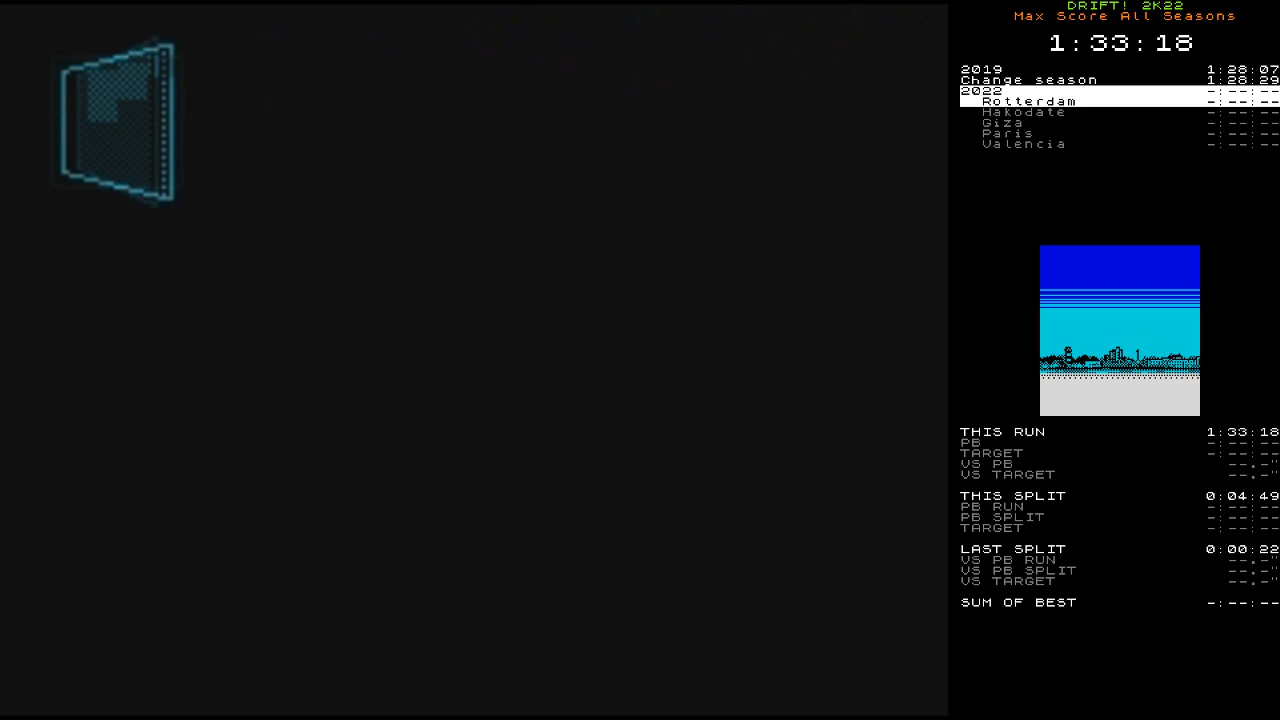 DRIFT! 2K22
Max Score All Seasons
1:33:18
2019 1:28:07
Change season 1:28:29
2022 -:--:--
Rotterdam -:--:--
Hakodate -:--:--
Giza -:--:--
Paris -:--:--
Valencia -:--:--
THIS RUN 1:33:18
PB -:--:--
TARGET -:--:--
VS PB --.-"
VS TARGET --.-"
THIS SPLIT 0:04:49
PB RUN -:--:--
PB SPLIT -:--:--
TARGET -:--:--
LAST SPLIT 0:00:22
VS PB RUN --.-"
VS PB SPLIT --.-"
VS TARGET --.-"
SUM OF BEST -:--:--